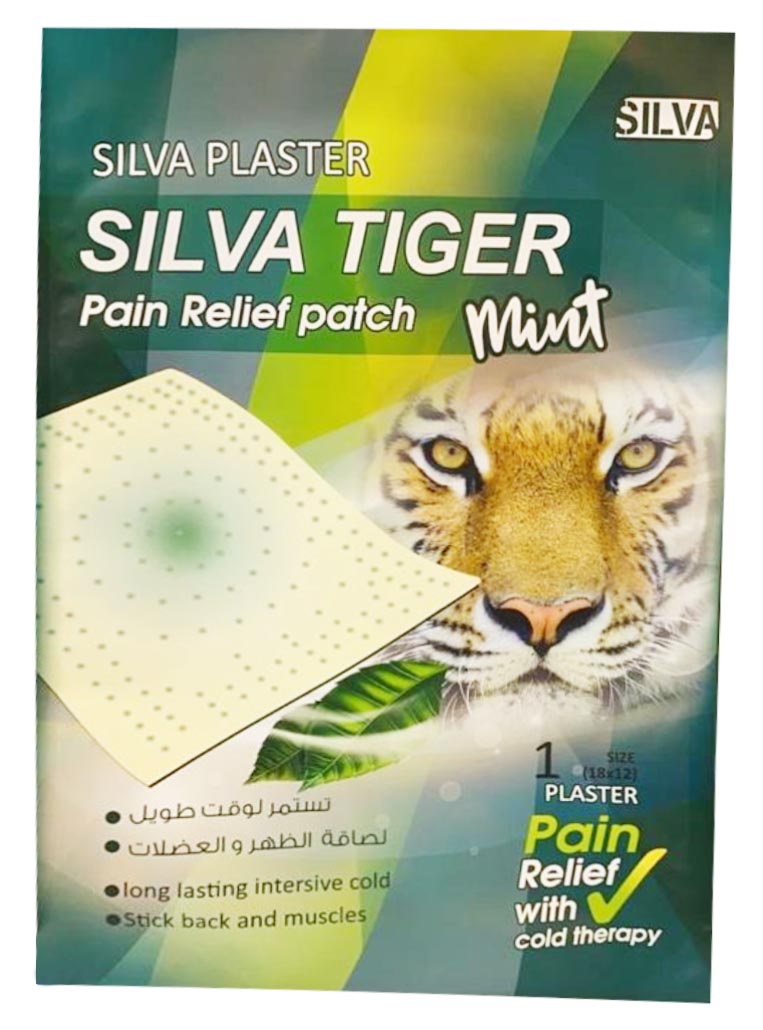 SILVA
SILVA PLASTER
SILVA TIGER
Pain Relief patch
mint
1
SIZE
(18x12)
PLASTER
Pain
Relief
with
cold therapy
تستمر لوقت طويل
لصاقة الظهر و العضلات
long lasting intersive cold
Stick back and muscles